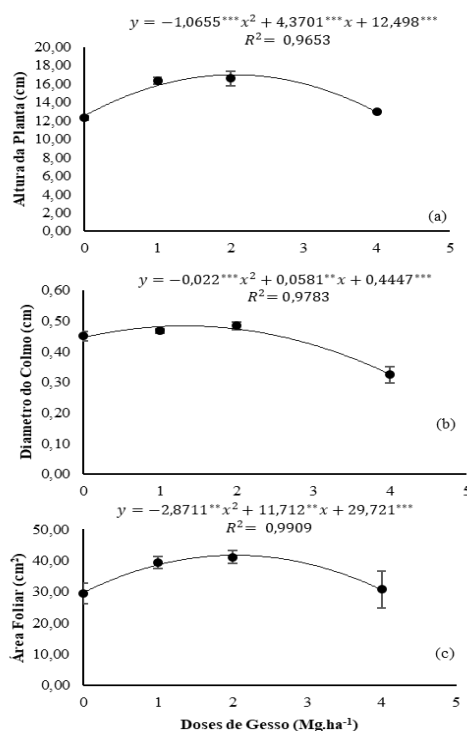 y = −1,0655***x² + 4,3701***x + 12,498***
R² = 0,9653
20,00
18,00
16,00
14,00
12,00
10,00
8,00
6,00
4,00
2,00
0,00
Altura da Planta (cm)
(a)
0 1 2 3 4 5
y = −0,022***x² + 0,0581**x + 0,4447***
R² = 0,9783
0,60
0,50
0,40
0,30
0,20
0,10
0,00
Diametro do Colmo (cm)
(b)
0 1 2 3 4 5
y = −2,8711**x² + 11,712**x + 29,721***
R² = 0,9909
50,00
40,00
30,00
20,00
10,00
0,00
Área Foliar (cm²)
(c)
0 1 2 3 4 5
Doses de Gesso (Mg.ha⁻¹)